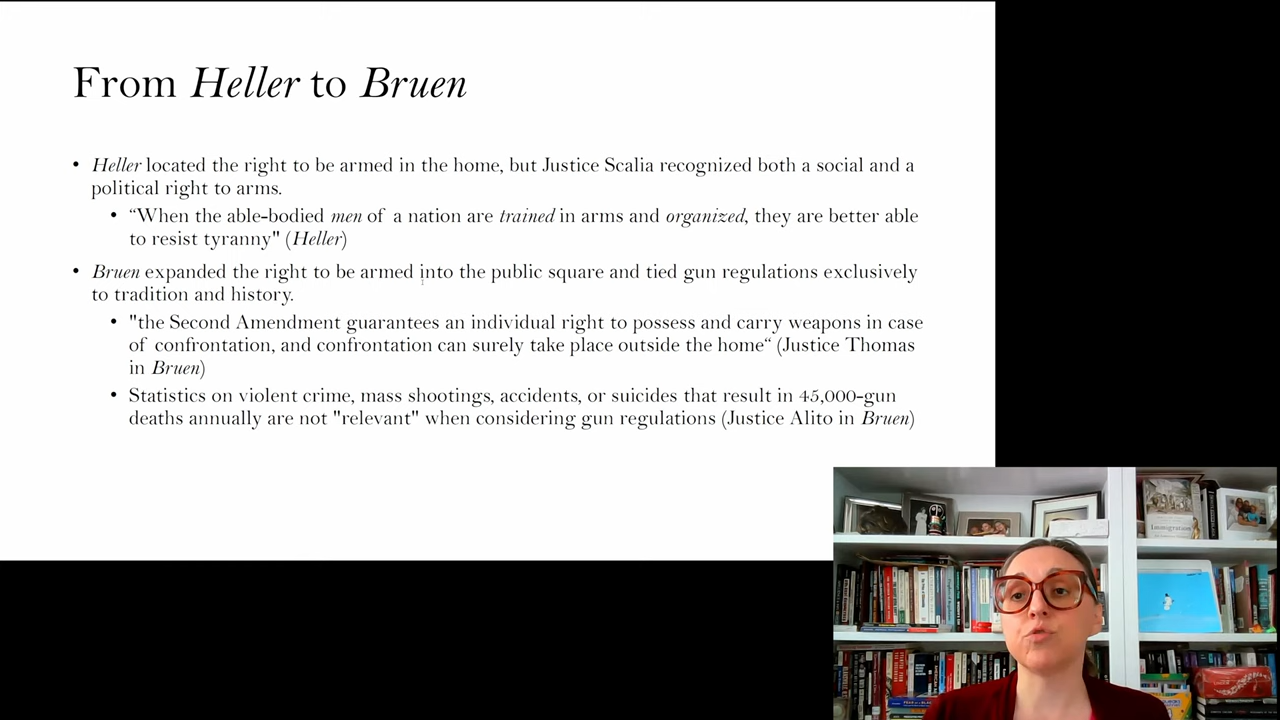 From Heller to Bruen
• Heller located the right to be armed in the home, but Justice Scalia recognized both a social and a
political right to arms.
• “When the able-bodied men of a nation are trained in arms and organized, they are better able
to resist tyranny" (Heller)
• Bruen expanded the right to be armed into the public square and tied gun regulations exclusively
to tradition and history.
• "the Second Amendment guarantees an individual right to possess and carry weapons in case
of confrontation, and confrontation can surely take place outside the home“ (Justice Thomas
in Bruen)
• Statistics on violent crime, mass shootings, accidents, or suicides that result in 45,000-gun
deaths annually are not "relevant" when considering gun regulations (Justice Alito in Bruen)
Immigration